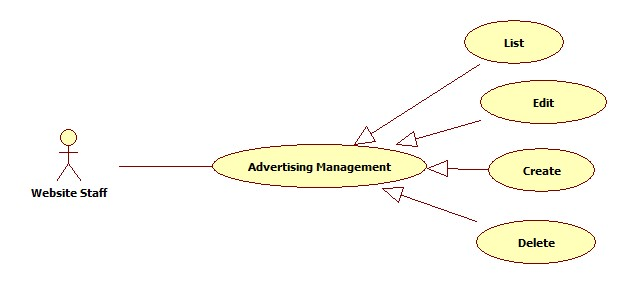 List
Edit
Advertising Management
Create
Website Staff
Delete